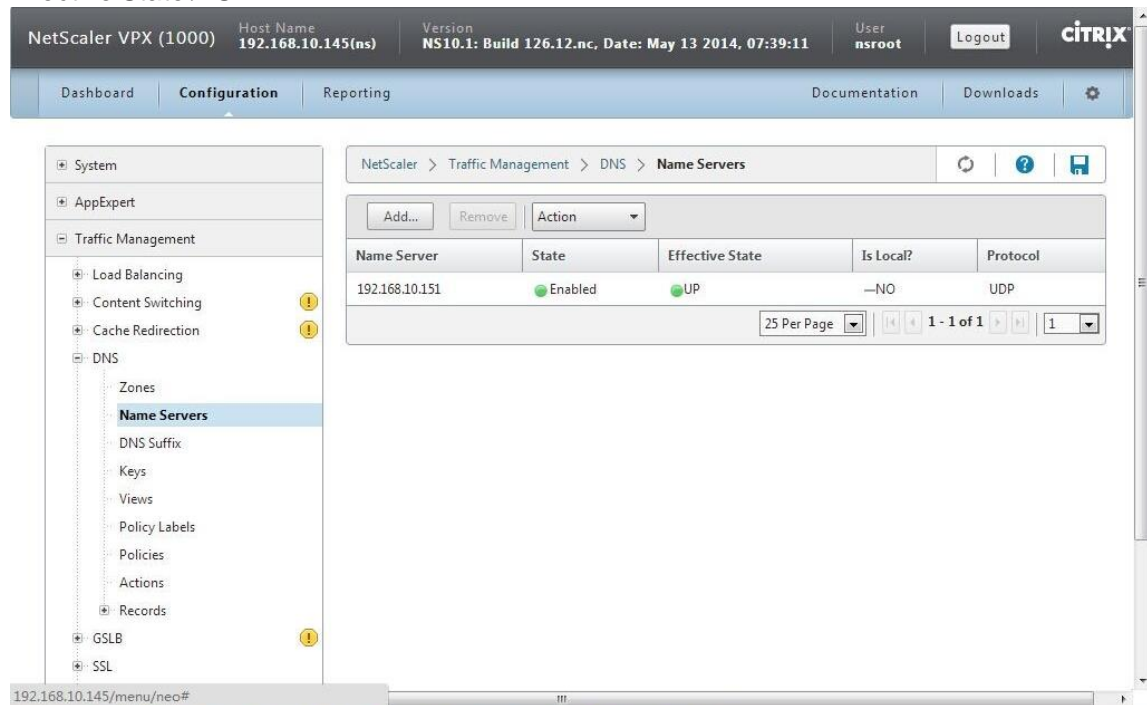 NetScaler VPX (1000)
Host Name
192.168.10.145(ns)
Version
NS10.1: Build 126.12.nc, Date: May 13 2014, 07:39:11
User
nsroot
Logout
CITRIX
Dashboard
Configuration
Reporting
Documentation
Downloads
System
AppExpert
Traffic Management
Load Balancing
Content Switching
Cache Redirection
DNS
Zones
Name Servers
DNS Suffix
Keys
Views
Policy Labels
Policies
Actions
Records
GSLB
SSL
NetScaler > Traffic Management > DNS > Name Servers
Add...
Remove
Action
Name Server State Effective State Is Local? Protocol
192.168.10.151 Enabled UP —NO UDP
25 Per Page 1 - 1 of 1 1
192.168.10.145/menu/neo#